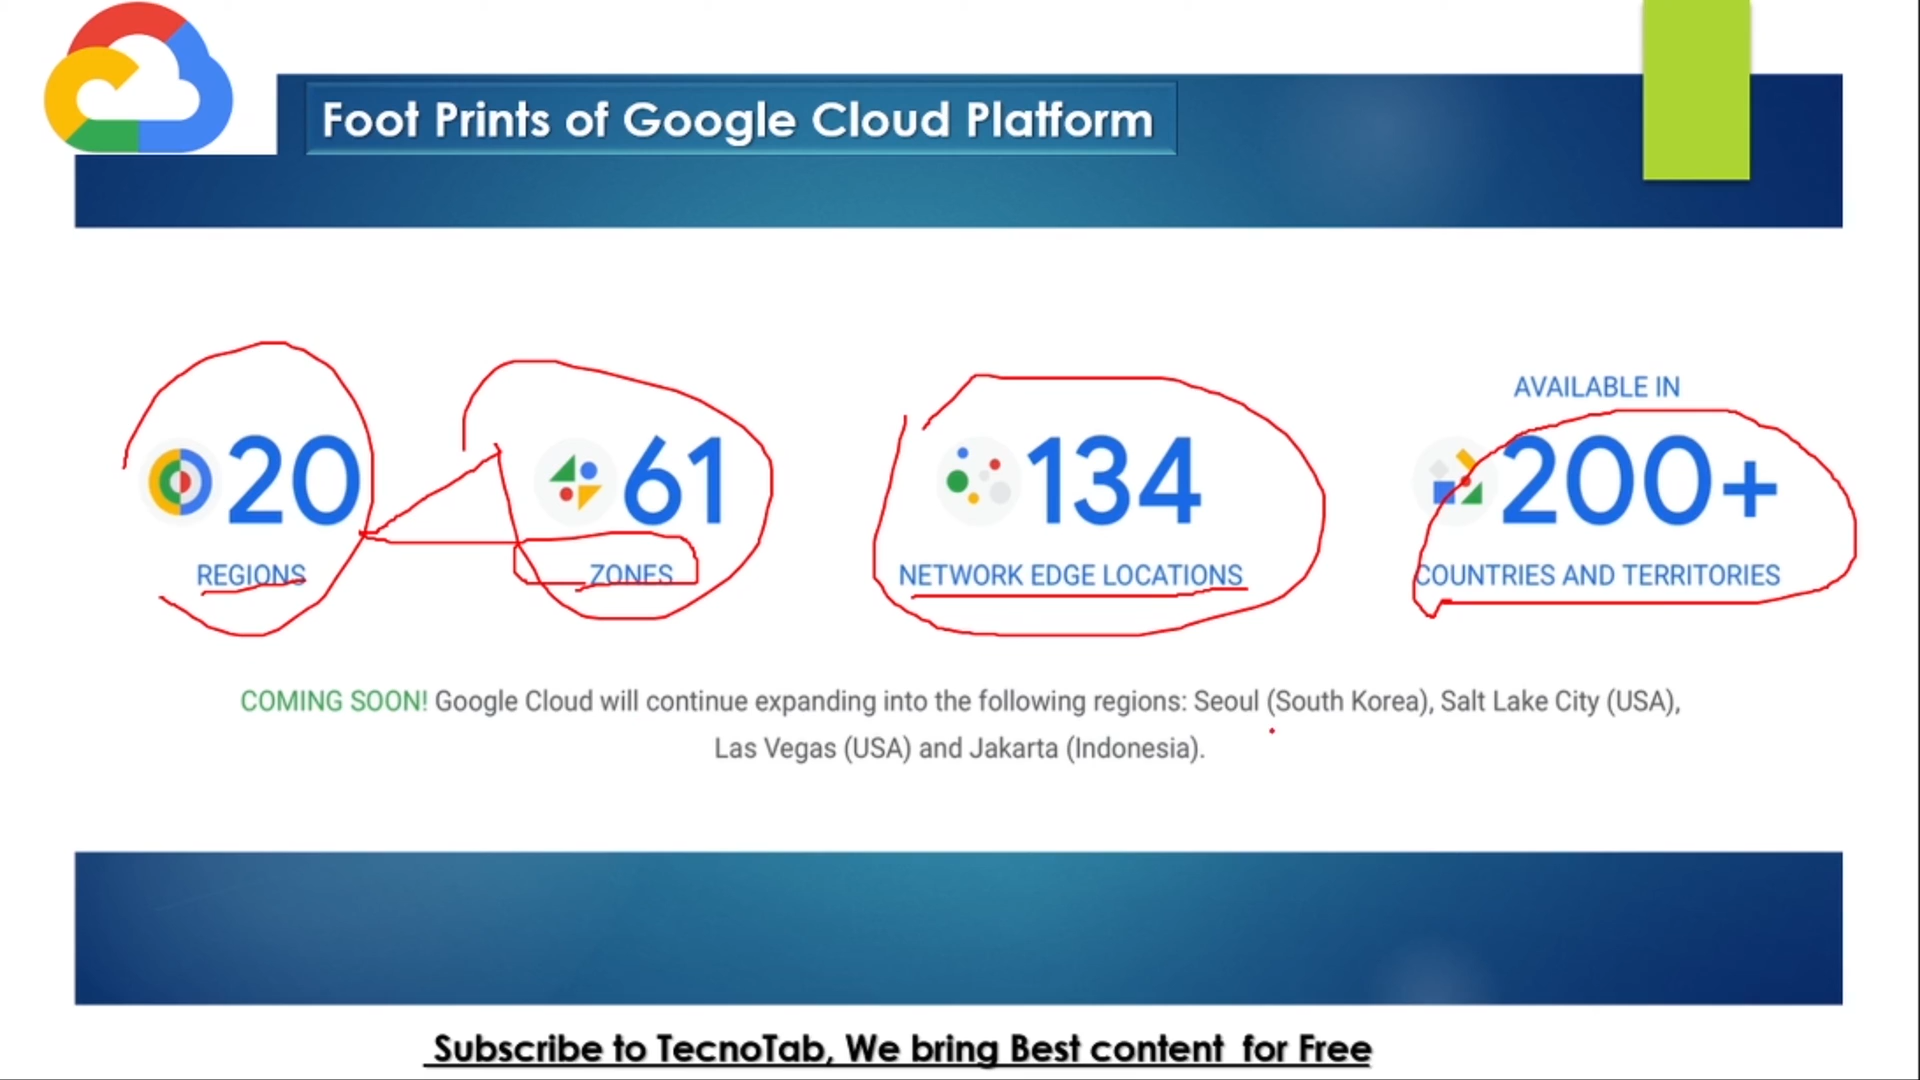 Foot Prints of Google Cloud Platform
AVAILABLE IN
20 61 134 200+
REGIONS ZONES NETWORK EDGE LOCATIONS COUNTRIES AND TERRITORIES
COMING SOON! Google Cloud will continue expanding into the following regions: Seoul (South Korea), Salt Lake City (USA),
Las Vegas (USA) and Jakarta (Indonesia).
Subscribe to TecnoTab, We bring Best content for Free